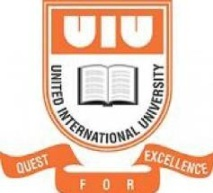 UIU
UNITED INTERNATIONAL UNIVERSITY
QUEST
FOR
EXCELLENCE